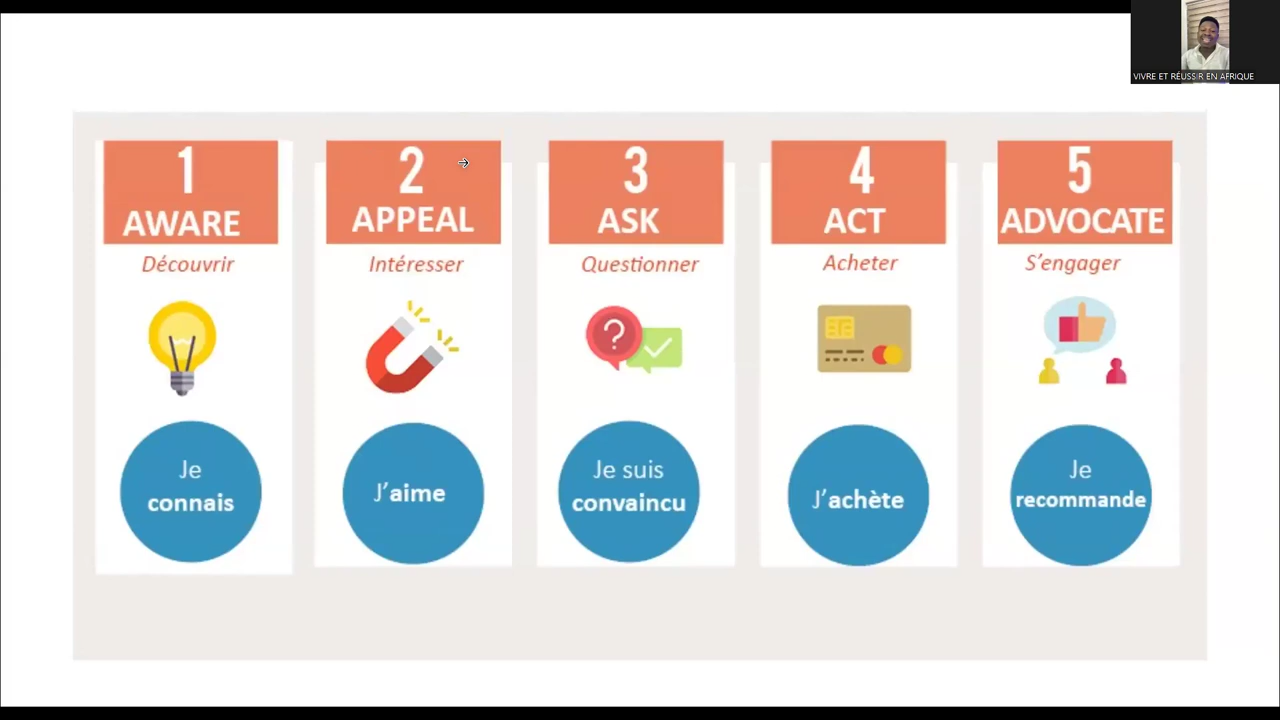 VIVRE ET RÉUSSIR EN AFRIQUE
1
AWARE
Découvrir
Je
connais
2
APPEAL
Intéresser
J’aime
3
ASK
Questionner
Je suis
convaincu
4
ACT
Acheter
J’achète
5
ADVOCATE
S’engager
Je
recommande